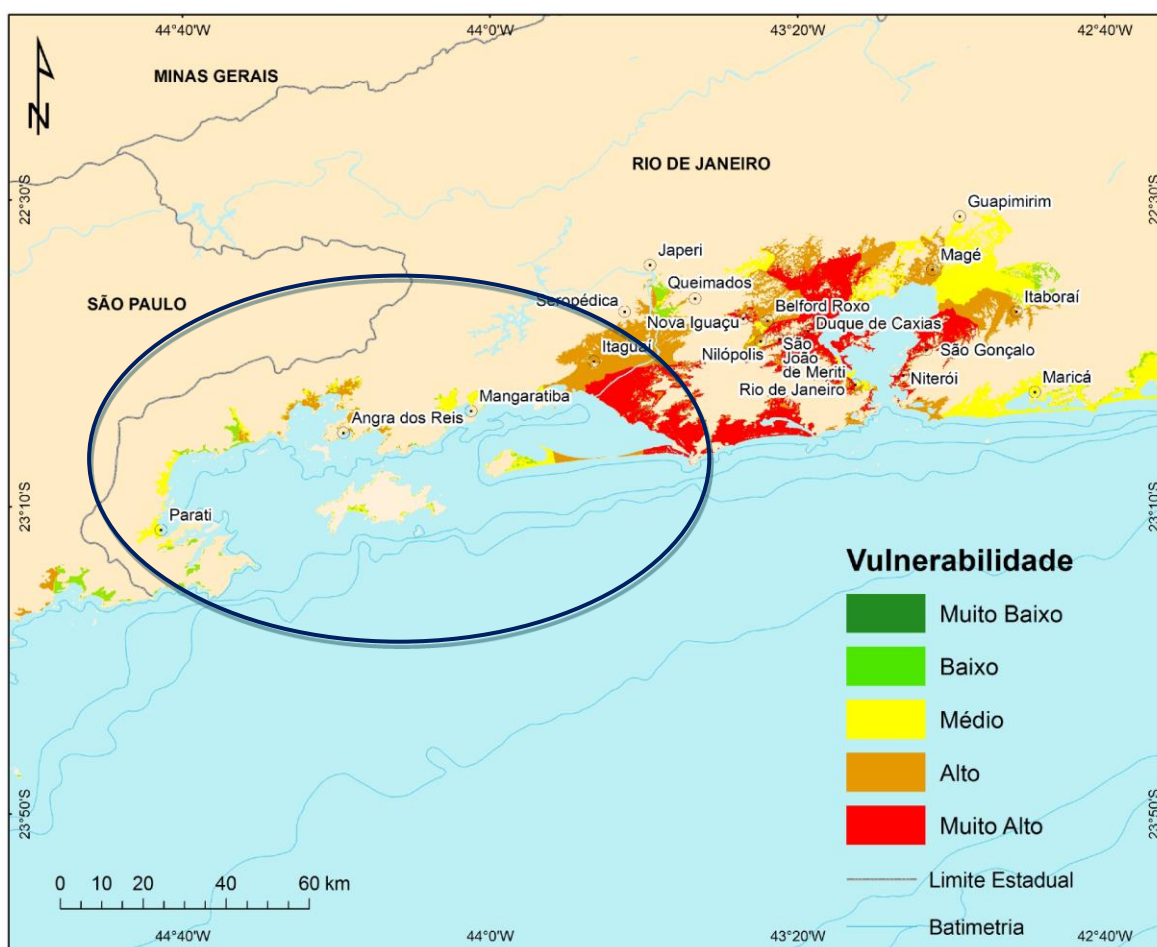 44°40'W
44°0'W
43°20'W
42°40'W
MINAS GERAIS
N
RIO DE JANEIRO
22°30'S
22°30'S
Guapimirim
Japeri
Magé
Queimados
SÃO PAULO
Seropédica
Itaboraí
Belford Roxo
Nova Iguaçu
Duque de Caxias
Itaguaí
Nilópolis
São
João
de Meriti
São Gonçalo
Rio de Janeiro
Niterói
Maricá
Mangaratiba
Angra dos Reis
23°10'S
23°10'S
Parati
Vulnerabilidade
Muito Baixo
Baixo
Médio
Alto
Muito Alto
Limite Estadual
Batimetria
23°50'S
23°50'S
0 10 20 40 60 km
44°40'W
44°0'W
43°20'W
42°40'W